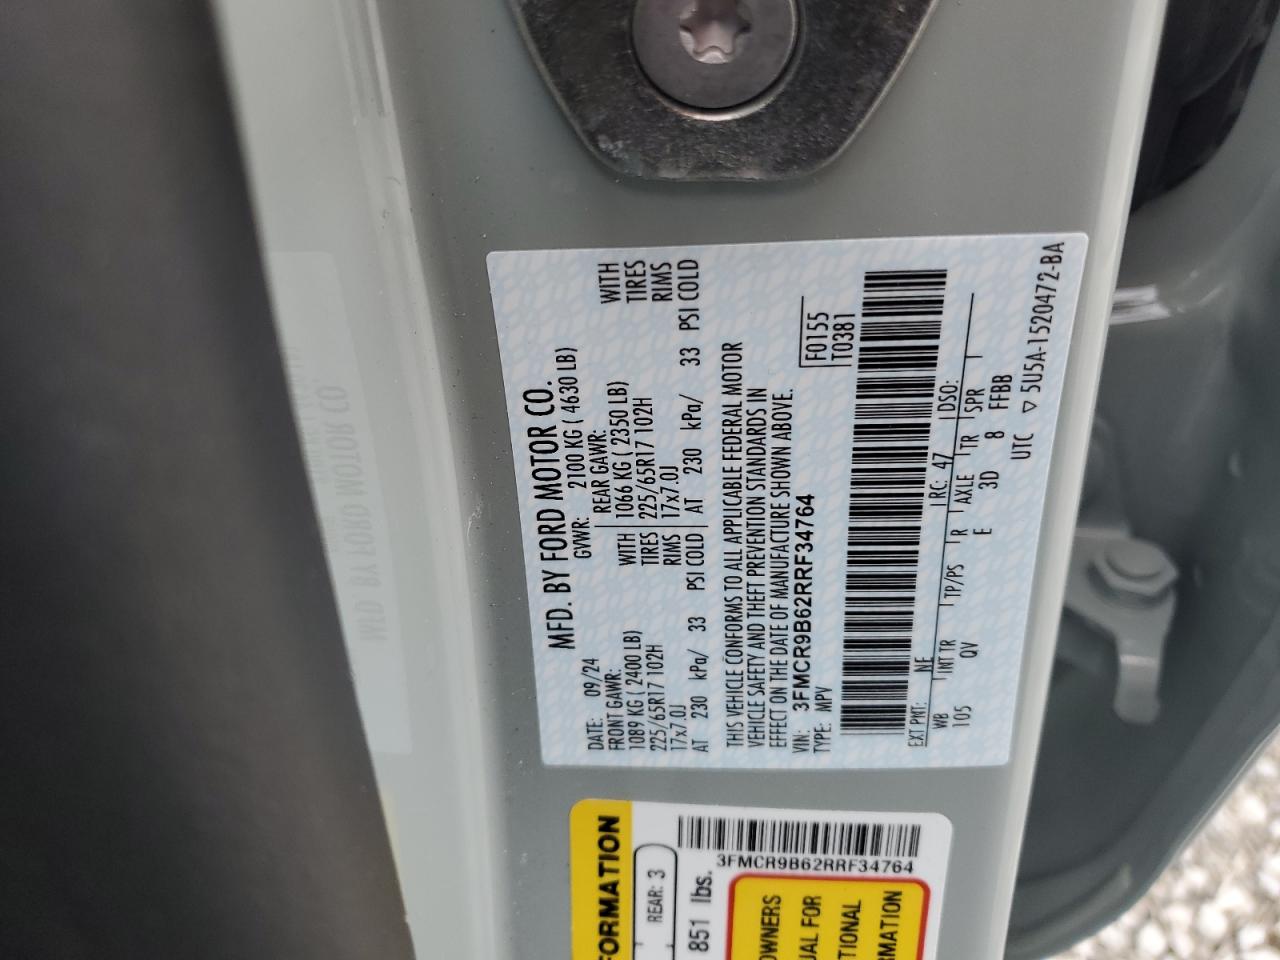 MFD. BY FORD MOTOR CO.
DATE: 09/24 GVWR: 2100 KG ( 4630 LB)
FRONT GAWR: REAR GAWR:
1089 KG ( 2400 LB) WITH 1066 KG ( 2350 LB) WITH
225/65R17 102H TIRES 225/65R17 102H TIRES
17x7.0J RIMS 17x7.0J RIMS
AT 230 kPa/ 33 PSI COLD AT 230 kPa/ 33 PSI COLD
THIS VEHICLE CONFORMS TO ALL APPLICABLE FEDERAL MOTOR
VEHICLE SAFETY AND THEFT PREVENTION STANDARDS IN
EFFECT ON THE DATE OF MANUFACTURE SHOWN ABOVE.
VIN: 3FMCR9B62RRF34764 F0155
TYPE: MPV T0381
EXT PNT: NE RC: 47 DSO:
WB INT TR TP/PS R AXLE TR SPR
105 QV E 3D 8 FFBB
UTC ▽ 5U5A-1520472-BA
FORMATION
REAR: 3
851 lbs.
3FMCR9B62RRF34764
OWNERS
UAL FOR
TIONAL
RMATION